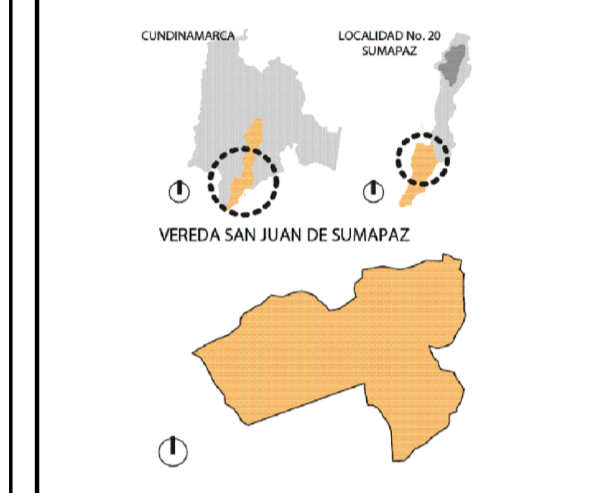 CUNDINAMARCA
LOCALIDAD No. 20
SUMAPAZ
VEREDA SAN JUAN DE SUMAPAZ